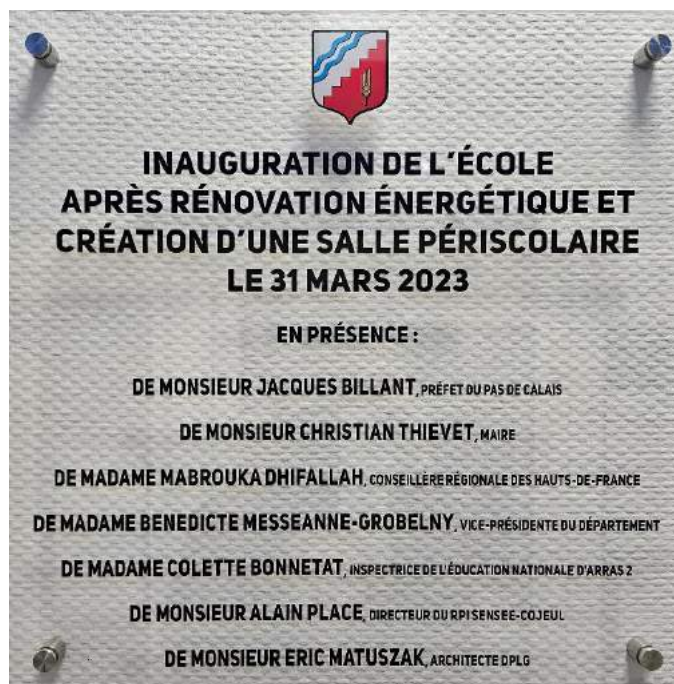 INAUGURATION DE L'ÉCOLE
APRÈS RÉNOVATION ÉNERGÉTIQUE ET
CRÉATION D'UNE SALLE PÉRISCOLAIRE
LE 31 MARS 2023
EN PRÉSENCE :
DE MONSIEUR JACQUES BILLANT, PRÉFET DU PAS DE CALAIS
DE MONSIEUR CHRISTIAN THIEVET, MAIRE
DE MADAME MABROUKA DHIFALLAH, CONSEILLÈRE RÉGIONALE DES HAUTS-DE-FRANCE
DE MADAME BENEDICTE MESSEANNE-GROBELNY, VICE-PRÉSIDENTE DU DÉPARTEMENT
DE MADAME COLETTE BONNETAT, INSPECTRICE DE L'ÉDUCATION NATIONALE D'ARRAS 2
DE MONSIEUR ALAIN PLACE, DIRECTEUR DU RPI SENSEE-COJEUL
DE MONSIEUR ERIC MATUSZAK, ARCHITECTE DPLG